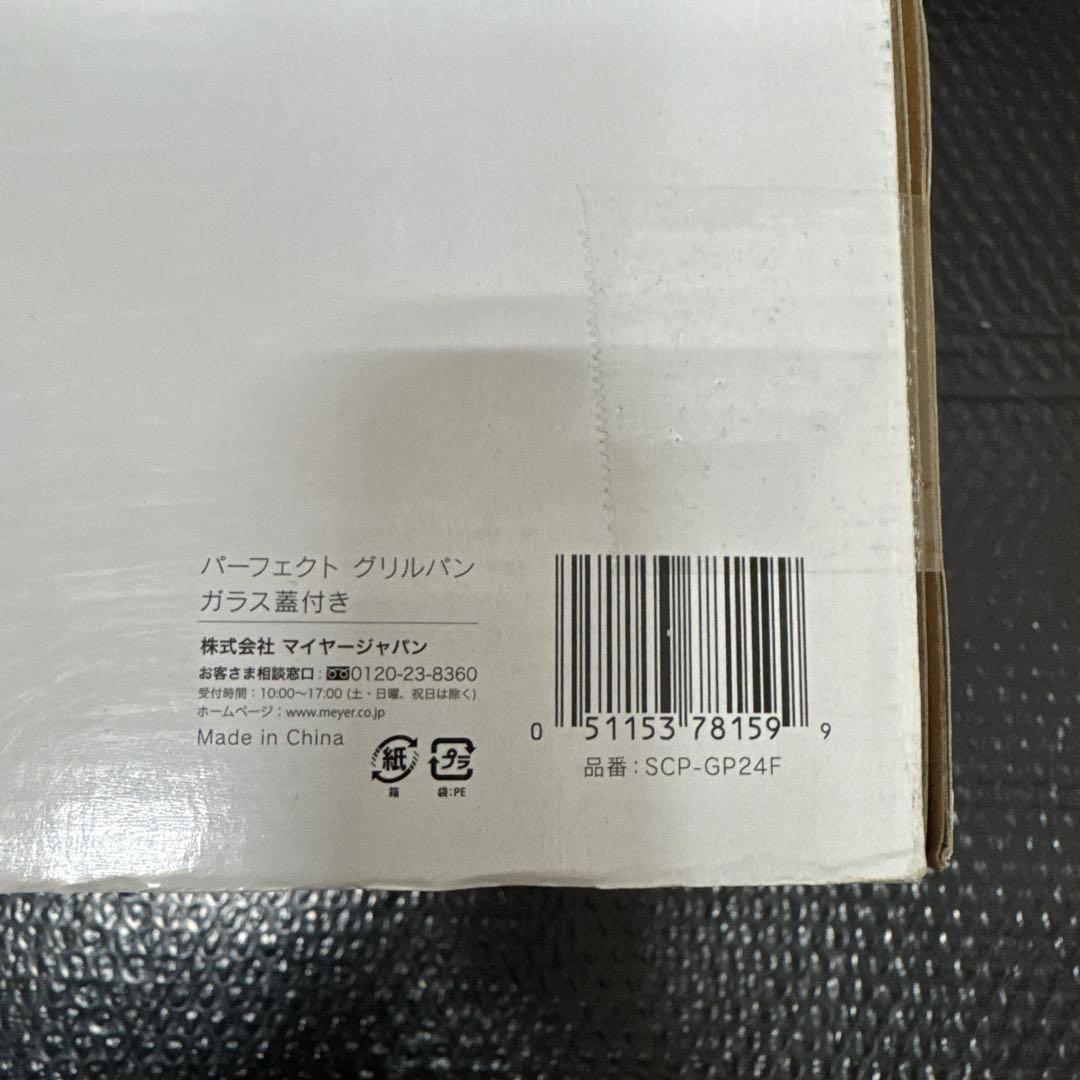 パーフェクト グリルパン
ガラス蓋付き
株式会社 マイヤージャパン
お客さま相談窓口：0120-23-8360
受付時間：10:00〜17:00 (土・日曜、祝日は除く)
ホームページ：www.meyer.co.jp
Made in China
紙
箱
プラ
袋:PE
0 51153 78159 9
品番：SCP-GP24F